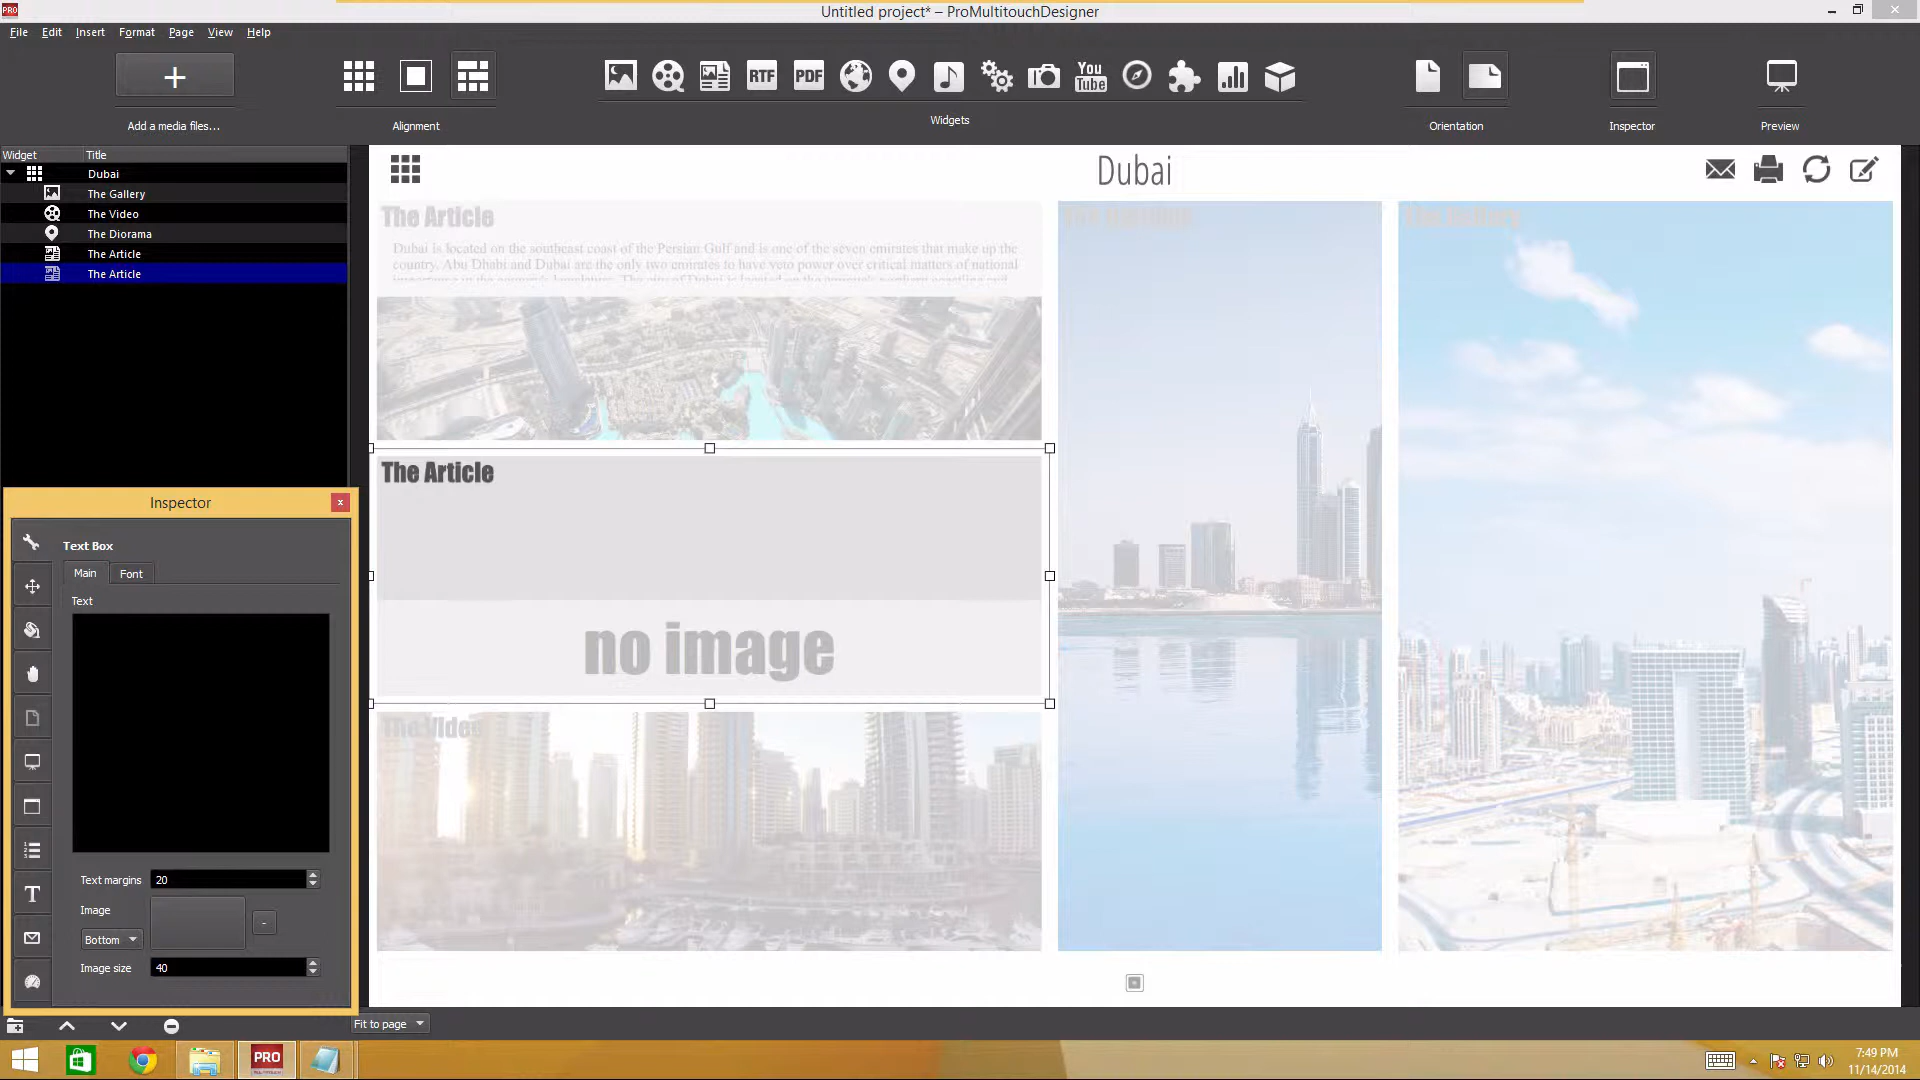 PRO
Untitled project* – ProMultitouchDesigner
File Edit Insert Format Page View Help
RTF PDF You Tube
Add a media files...
Alignment
Widgets
Orientation
Inspector
Preview
Widget Title
Dubai
The Gallery
The Video
The Diorama
The Article
The Article
Dubai
The Article
Dubai is located on the southeast coast of the Persian Gulf and is one of the seven emirates that make up the
country. Abu Dhabi and Dubai are the only two emirates to have veto power over critical matters of national
The Gallery
The Article
no image
The Video
Inspector
x
Text Box
Main Font
Text
Text margins 20
Image
-
Bottom
Image size 40
Fit to page
PRO
7:49 PM
11/14/2014